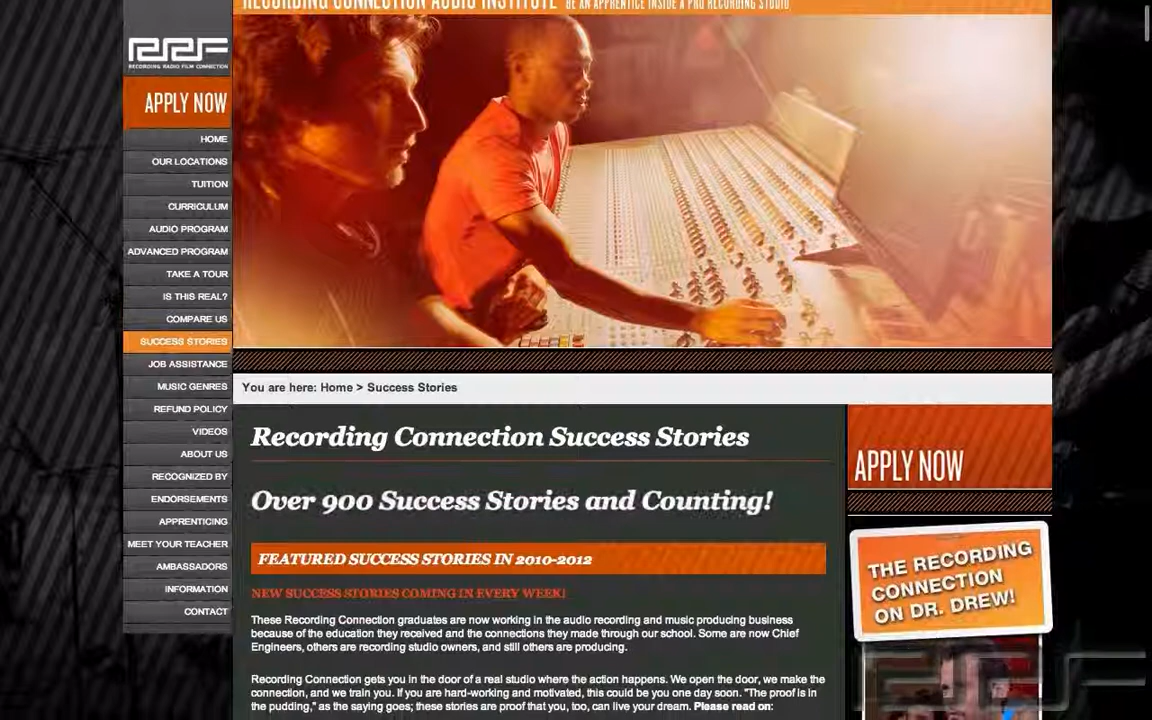 RECORDING CONNECTION AUDIO INSTITUTE BE AN APPRENTICE INSIDE A PRO RECORDING STUDIO
RRF
RECORDING RADIO FILM CONNECTION
APPLY NOW
HOME
OUR LOCATIONS
TUITION
CURRICULUM
AUDIO PROGRAM
ADVANCED PROGRAM
TAKE A TOUR
IS THIS REAL?
COMPARE US
SUCCESS STORIES
JOB ASSISTANCE
MUSIC GENRES
REFUND POLICY
VIDEOS
ABOUT US
RECOGNIZED BY
ENDORSEMENTS
APPRENTICING
MEET YOUR TEACHER
AMBASSADORS
INFORMATION
CONTACT
You are here: Home > Success Stories
Recording Connection Success Stories
Over 900 Success Stories and Counting!
FEATURED SUCCESS STORIES IN 2010-2012
NEW SUCCESS STORIES COMING IN EVERY WEEK!
These Recording Connection graduates are now working in the audio recording and music producing business
because of the education they received and the connections they made through our school. Some are now Chief
Engineers, others are recording studio owners, and still others are producing.
Recording Connection gets you in the door of a real studio where the action happens. We open the door, we make the
connection, and we train you. If you are hard-working and motivated, this could be you one day soon. "The proof is in
the pudding," as the saying goes; these stories are proof that you, too, can live your dream. Please read on:
APPLY NOW
THE RECORDING
CONNECTION
ON DR. DREW!
RRF